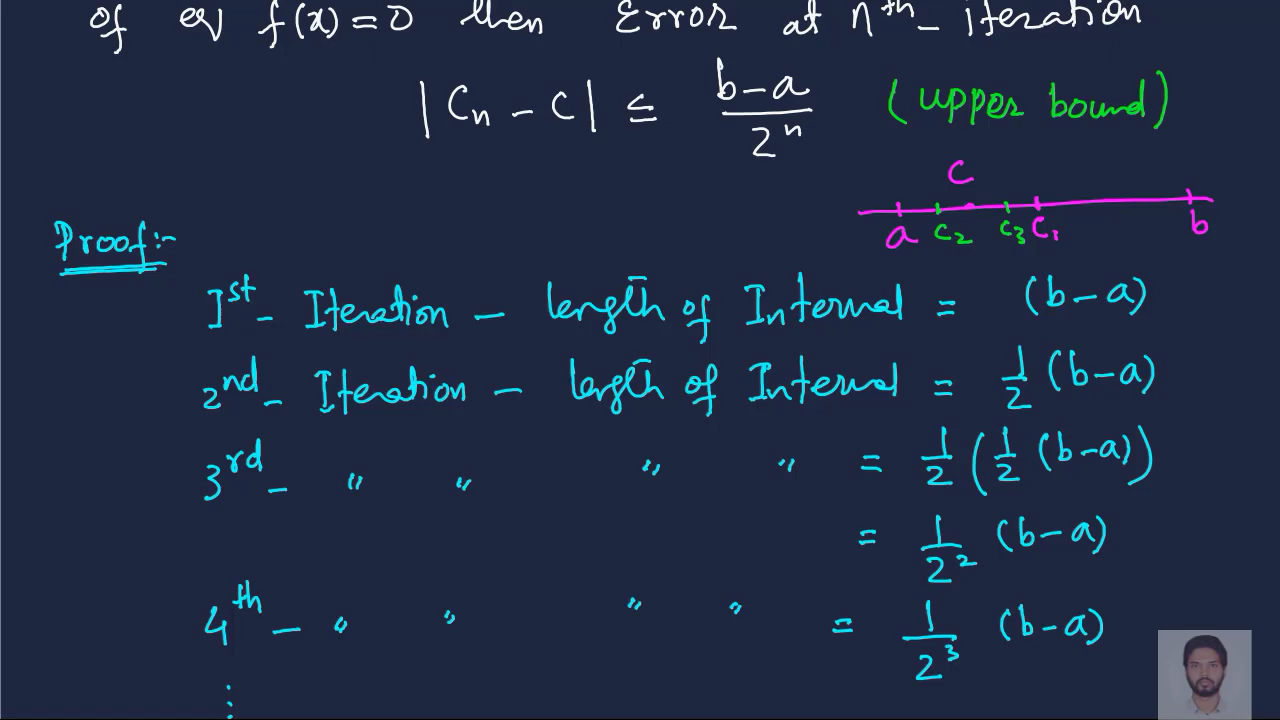 of eq f(x) = 0 then Error at nth - iteration
|Cn - C| ≤ b-a/2^n (upper bound)
C
a C2 C3 C1 b
Proof:-
Ist - Iteration - length of Interval = (b-a)
2nd - Iteration - length of Interval = 1/2 (b-a)
3rd - " " " " = 1/2 (1/2 (b-a))
= 1/2^2 (b-a)
4th - " " " " = 1/2^3 (b-a)
⋮